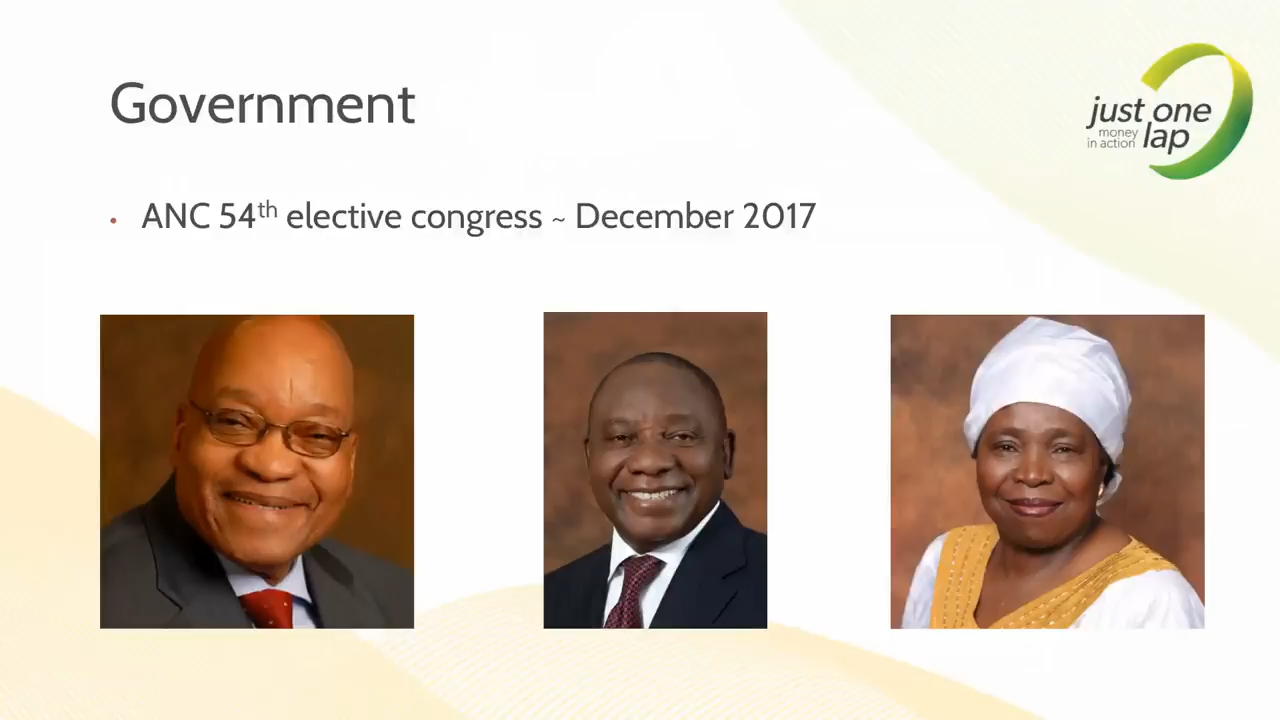 Government
just one
money
in action lap
• ANC 54th elective congress ~ December 2017